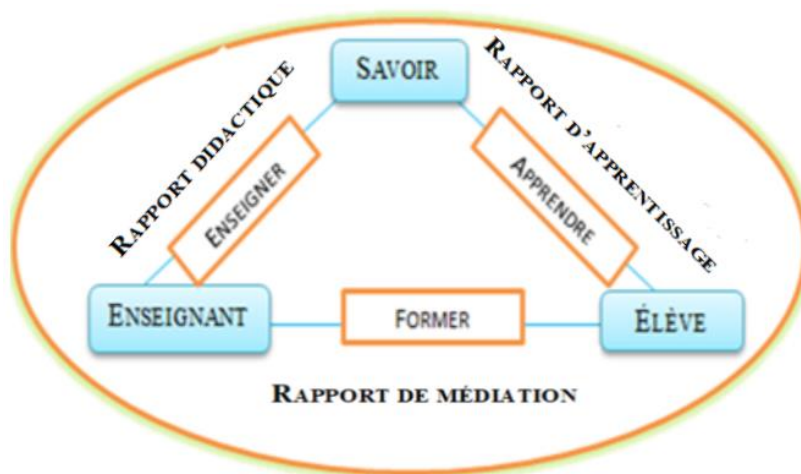 SAVOIR
RAPPORT DIDACTIQUE
RAPPORT D'APPRENTISSAGE
ENSEIGNER
APPRENDRE
ENSEIGNANT
FORMER
ÉLÈVE
RAPPORT DE MÉDIATION